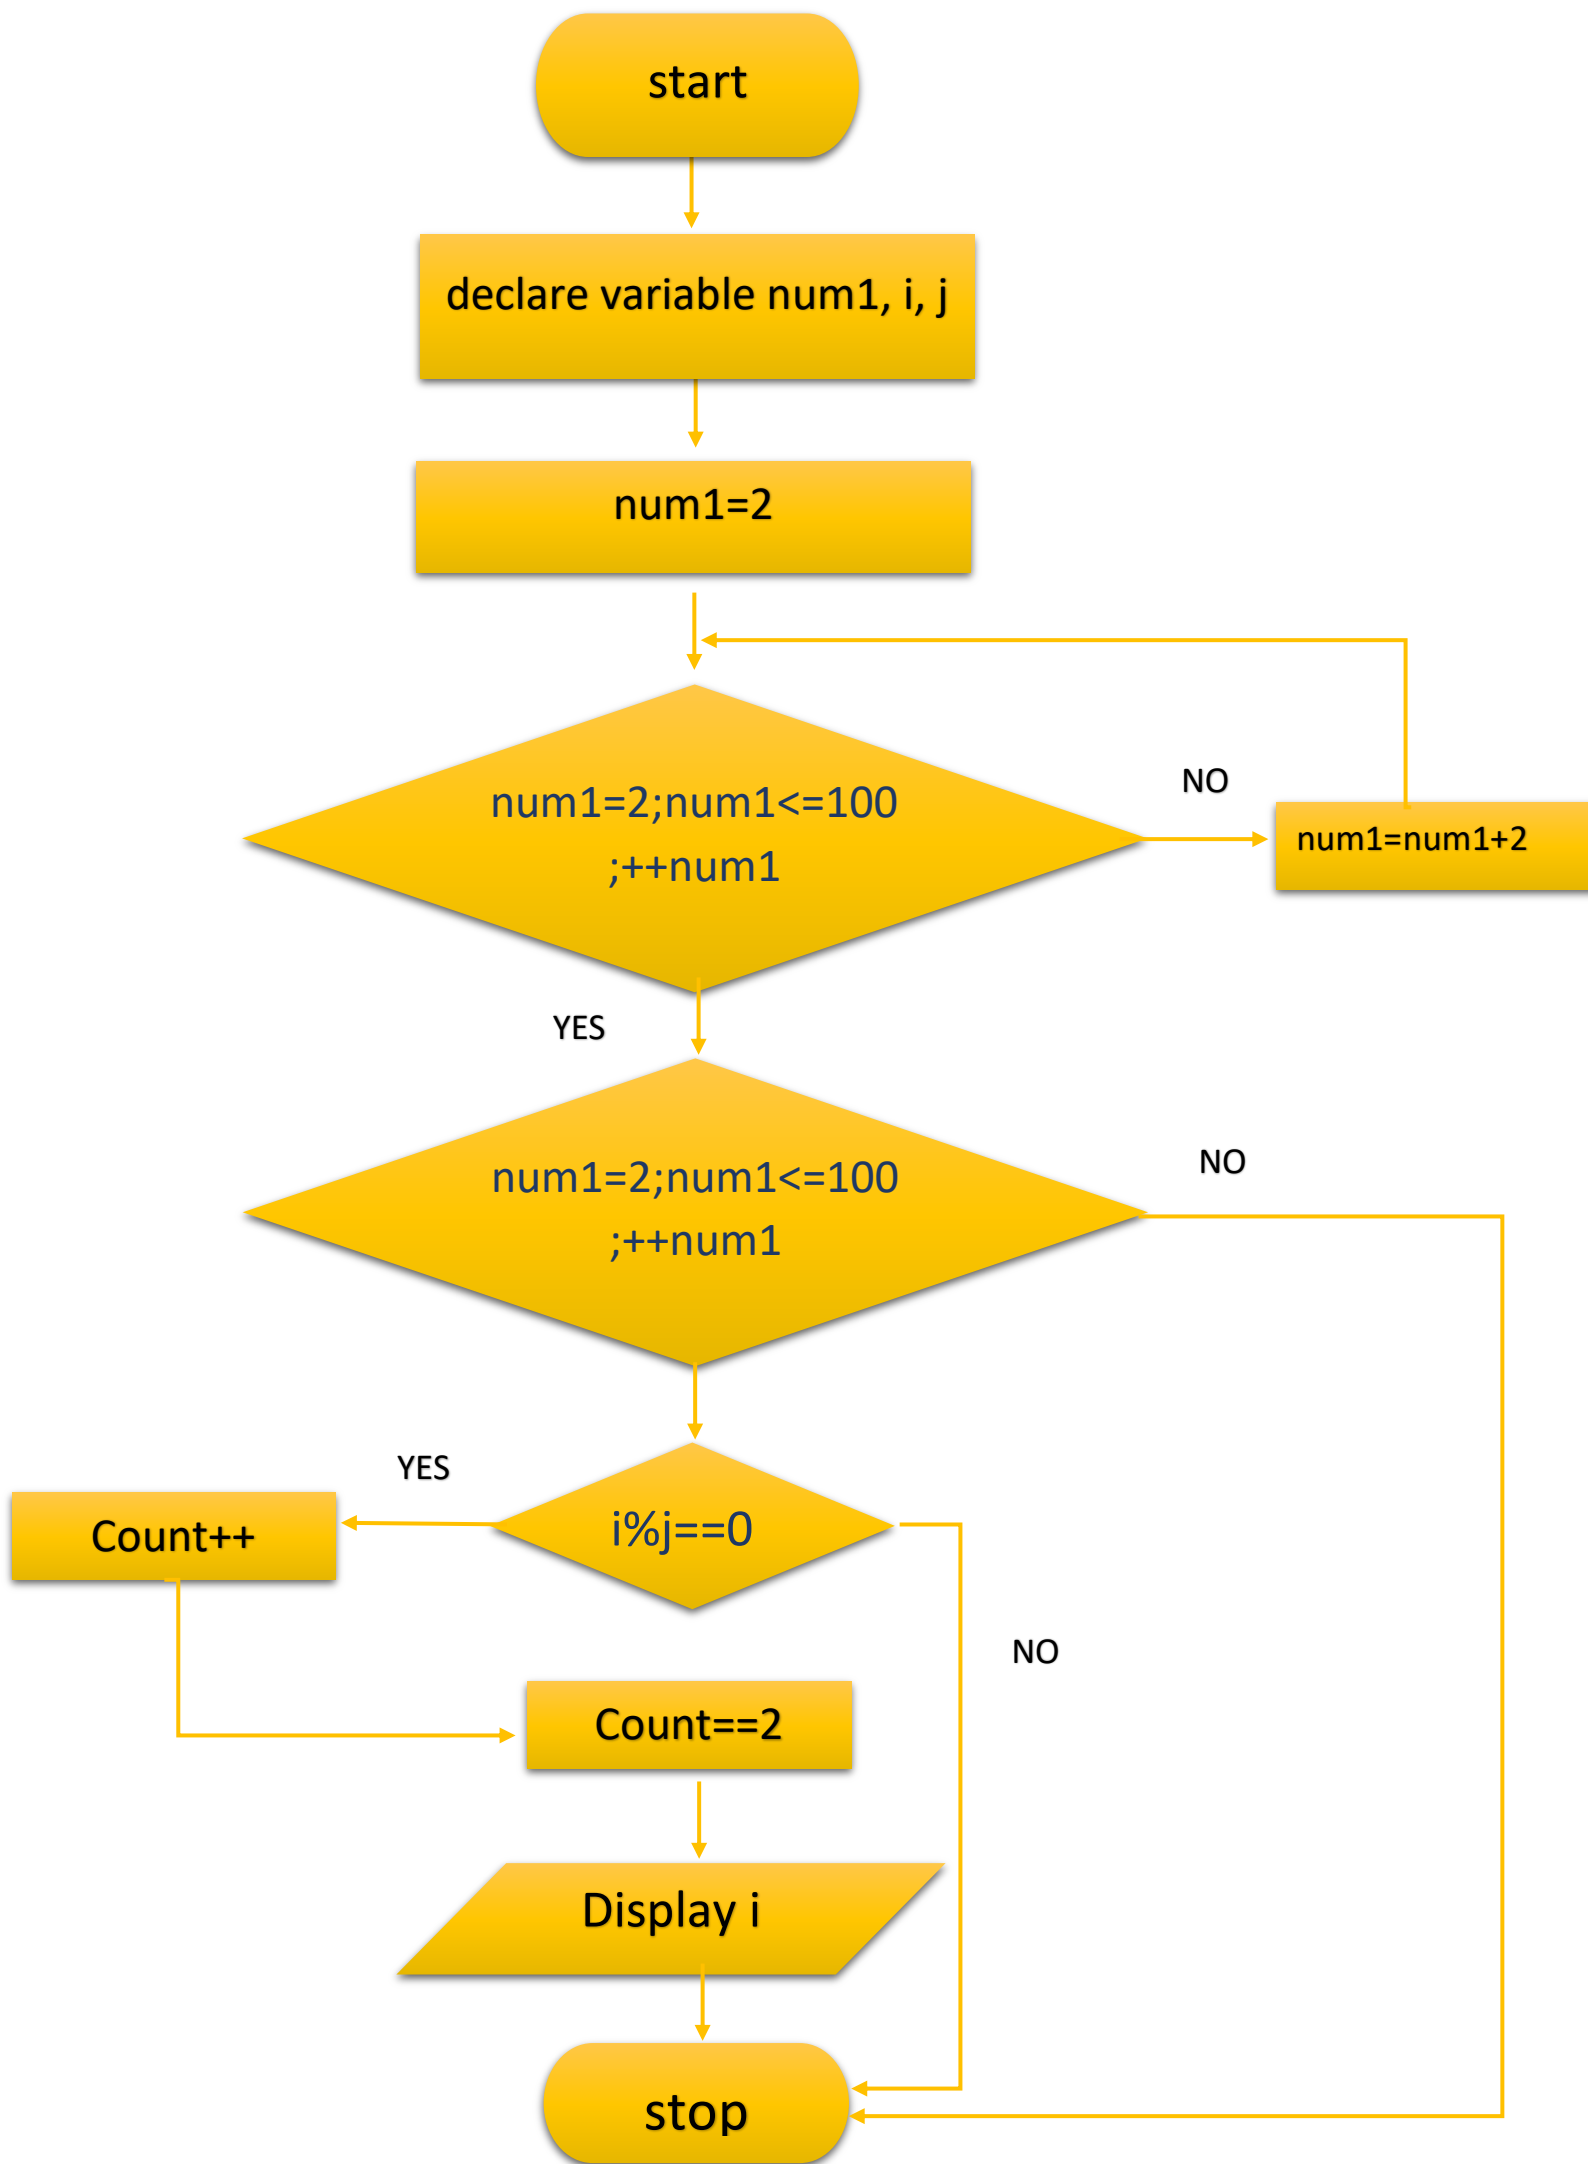 start
declare variable num1, i, j
num1=2
num1=2;num1<=100
;++num1
NO
num1=num1+2
YES
num1=2;num1<=100
;++num1
NO
YES
i%j==0
Count++
NO
Count==2
Display i
stop